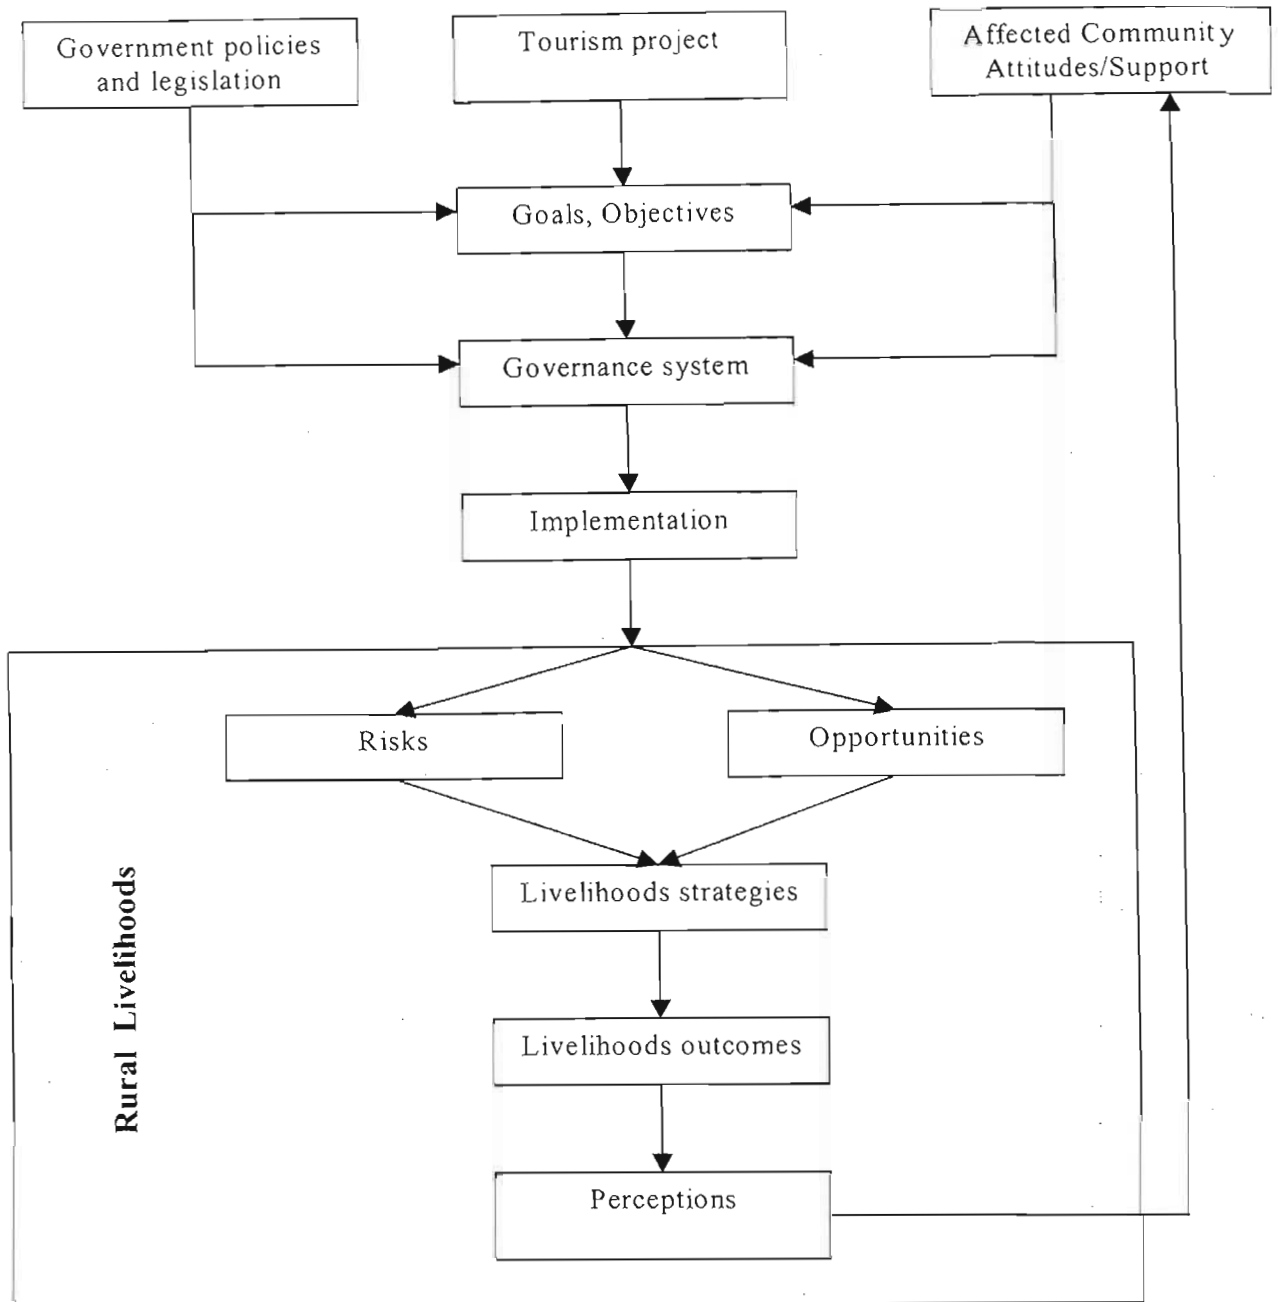 Government policies
and legislation
Tourism project
Affected Community
Attitudes/Support
Goals, Objectives
Governance system
Implementation
Risks
Opportunities
Rural Livelihoods
Livelihoods strategies
Livelihoods outcomes
Perceptions